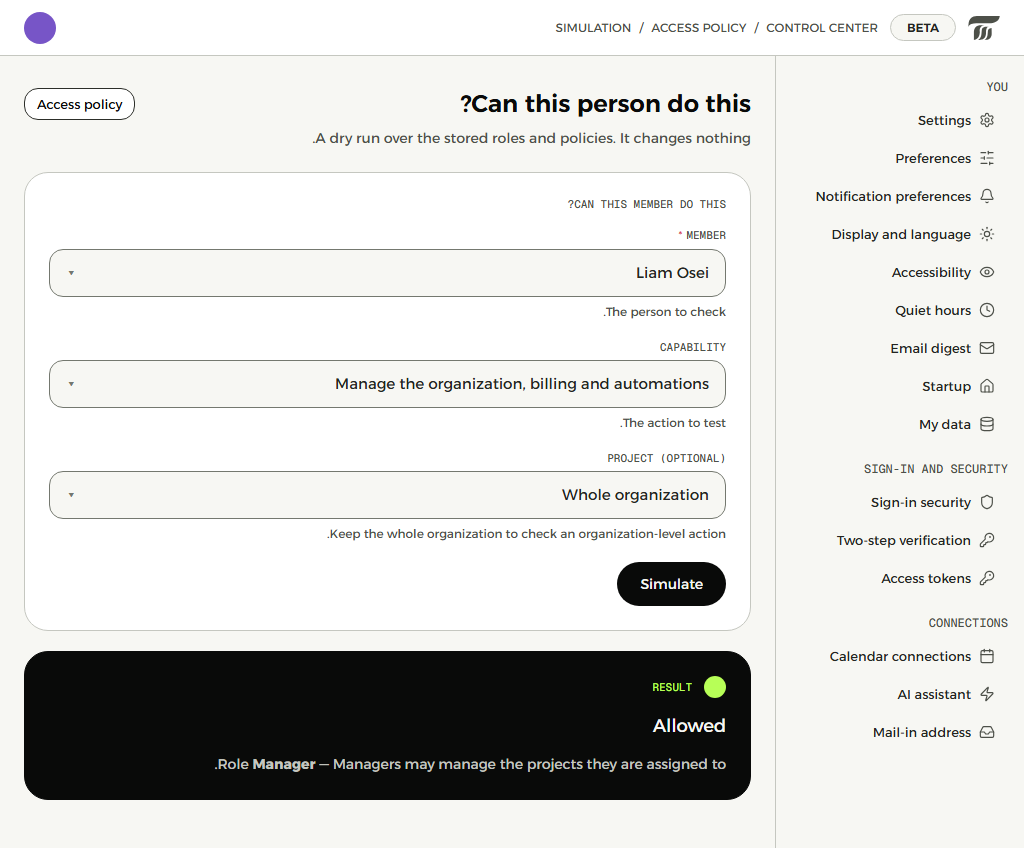 SIMULATION / ACCESS POLICY / CONTROL CENTER
BETA
YOU
Settings
Preferences
Notification preferences
Display and language
Accessibility
Quiet hours
Email digest
Startup
My data
SIGN-IN AND SECURITY
Sign-in security
Two-step verification
Access tokens
CONNECTIONS
Calendar connections
AI assistant
Mail-in address
?Can this person do this
Access policy
.A dry run over the stored roles and policies. It changes nothing
?CAN THIS MEMBER DO THIS
* MEMBER
Liam Osei
.The person to check
CAPABILITY
Manage the organization, billing and automations
.The action to test
PROJECT (OPTIONAL)
Whole organization
.Keep the whole organization to check an organization-level action
Simulate
RESULT
Allowed
.Role Manager — Managers may manage the projects they are assigned to